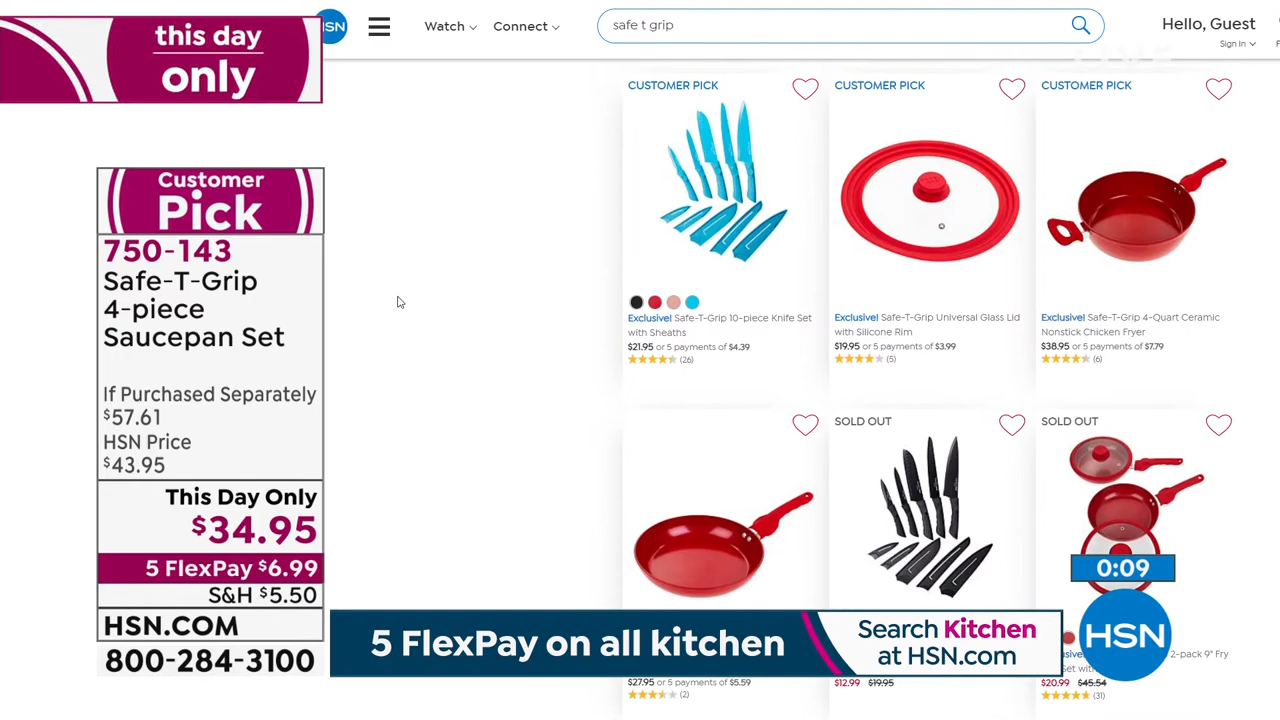 this day
only
HSN
Watch
Connect
safe t grip
Hello, Guest
Sign In
Customer
Pick
750-143
Safe-T-Grip
4-piece
Saucepan Set
If Purchased Separately
$57.61
HSN Price
$43.95
This Day Only
$34.95
5 FlexPay $6.99
S&H $5.50
HSN.COM
800-284-3100
CUSTOMER PICK
Exclusive! Safe-T-Grip 10-piece Knife Set
with Sheaths
$21.95 or 5 payments of $4.39
(26)
CUSTOMER PICK
Exclusive! Safe-T-Grip Universal Glass Lid
with Silicone Rim
$19.95 or 5 payments of $3.99
(5)
CUSTOMER PICK
Exclusive! Safe-T-Grip 4-Quart Ceramic
Nonstick Chicken Fryer
$38.95 or 5 payments of $7.79
(6)
$27.95 or 5 payments of $5.59
(2)
SOLD OUT
$12.99 $19.95
SOLD OUT
2-pack 9" Fry
Set with
$20.99 $45.54
(31)
0:09
5 FlexPay on all kitchen
Search Kitchen
at HSN.com
HSN